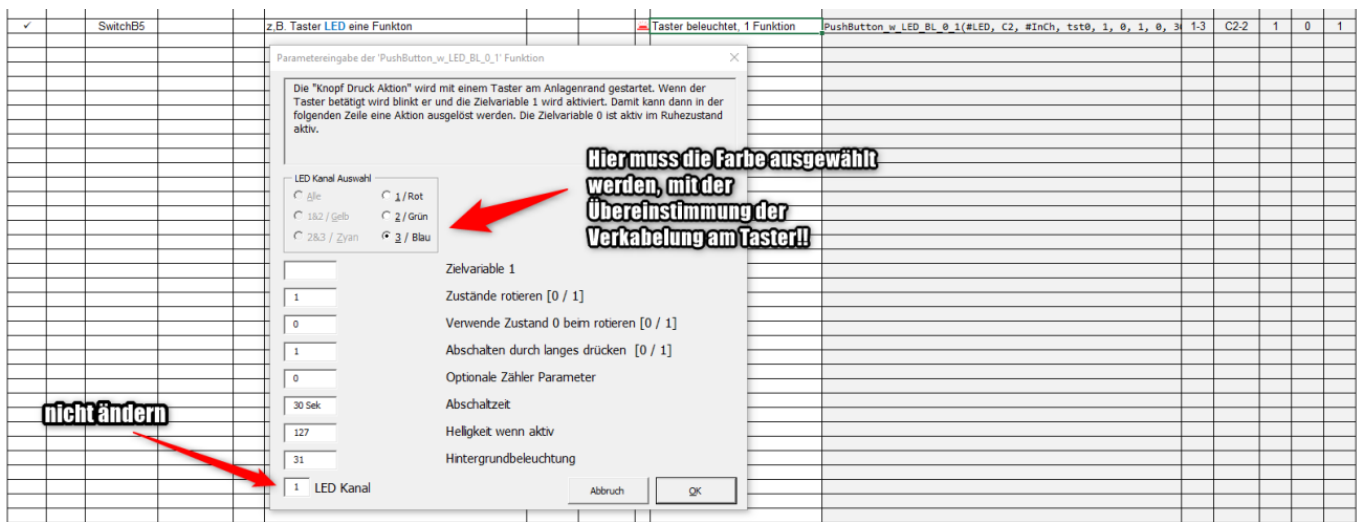 ✓ SwitchB5 z.B. Taster LED eine Funkton Taster beleuchtet, 1 Funktion PushButton_w_LED_BL_0_1(#LED, C2, #InCh, tst0, 1, 0, 1, 0, 30 1-3 C2-2 1 0 1
Parametereingabe der 'PushButton_w_LED_BL_0_1' Funktion
Die "Knopf Druck Aktion" wird mit einem Taster am Anlagenrand gestartet. Wenn der
Taster betätigt wird blinkt er und die Zielvariable 1 wird aktiviert. Damit kann dann in der
folgenden Zeile eine Aktion ausgelöst werden. Die Zielvariable 0 ist aktiv im Ruhezustand
aktiv.
Hier muss die Farbe ausgewählt
werden, mit der
Übereinstimmung der
Verkabelung am Taster!!
LED Kanal Auswahl
Alle 1 / Rot
1&2 / Gelb 2 / Grün
2&3 / Zyan 3 / Blau
Zielvariable 1
1 Zustände rotieren [0 / 1]
0 Verwende Zustand 0 beim rotieren [0 / 1]
1 Abschalten durch langes drücken [0 / 1]
0 Optionale Zähler Parameter
30 Sek Abschaltzeit
127 Helligkeit wenn aktiv
31 Hintergrundbeleuchtung
nicht ändern
1 LED Kanal
Abbruch OK